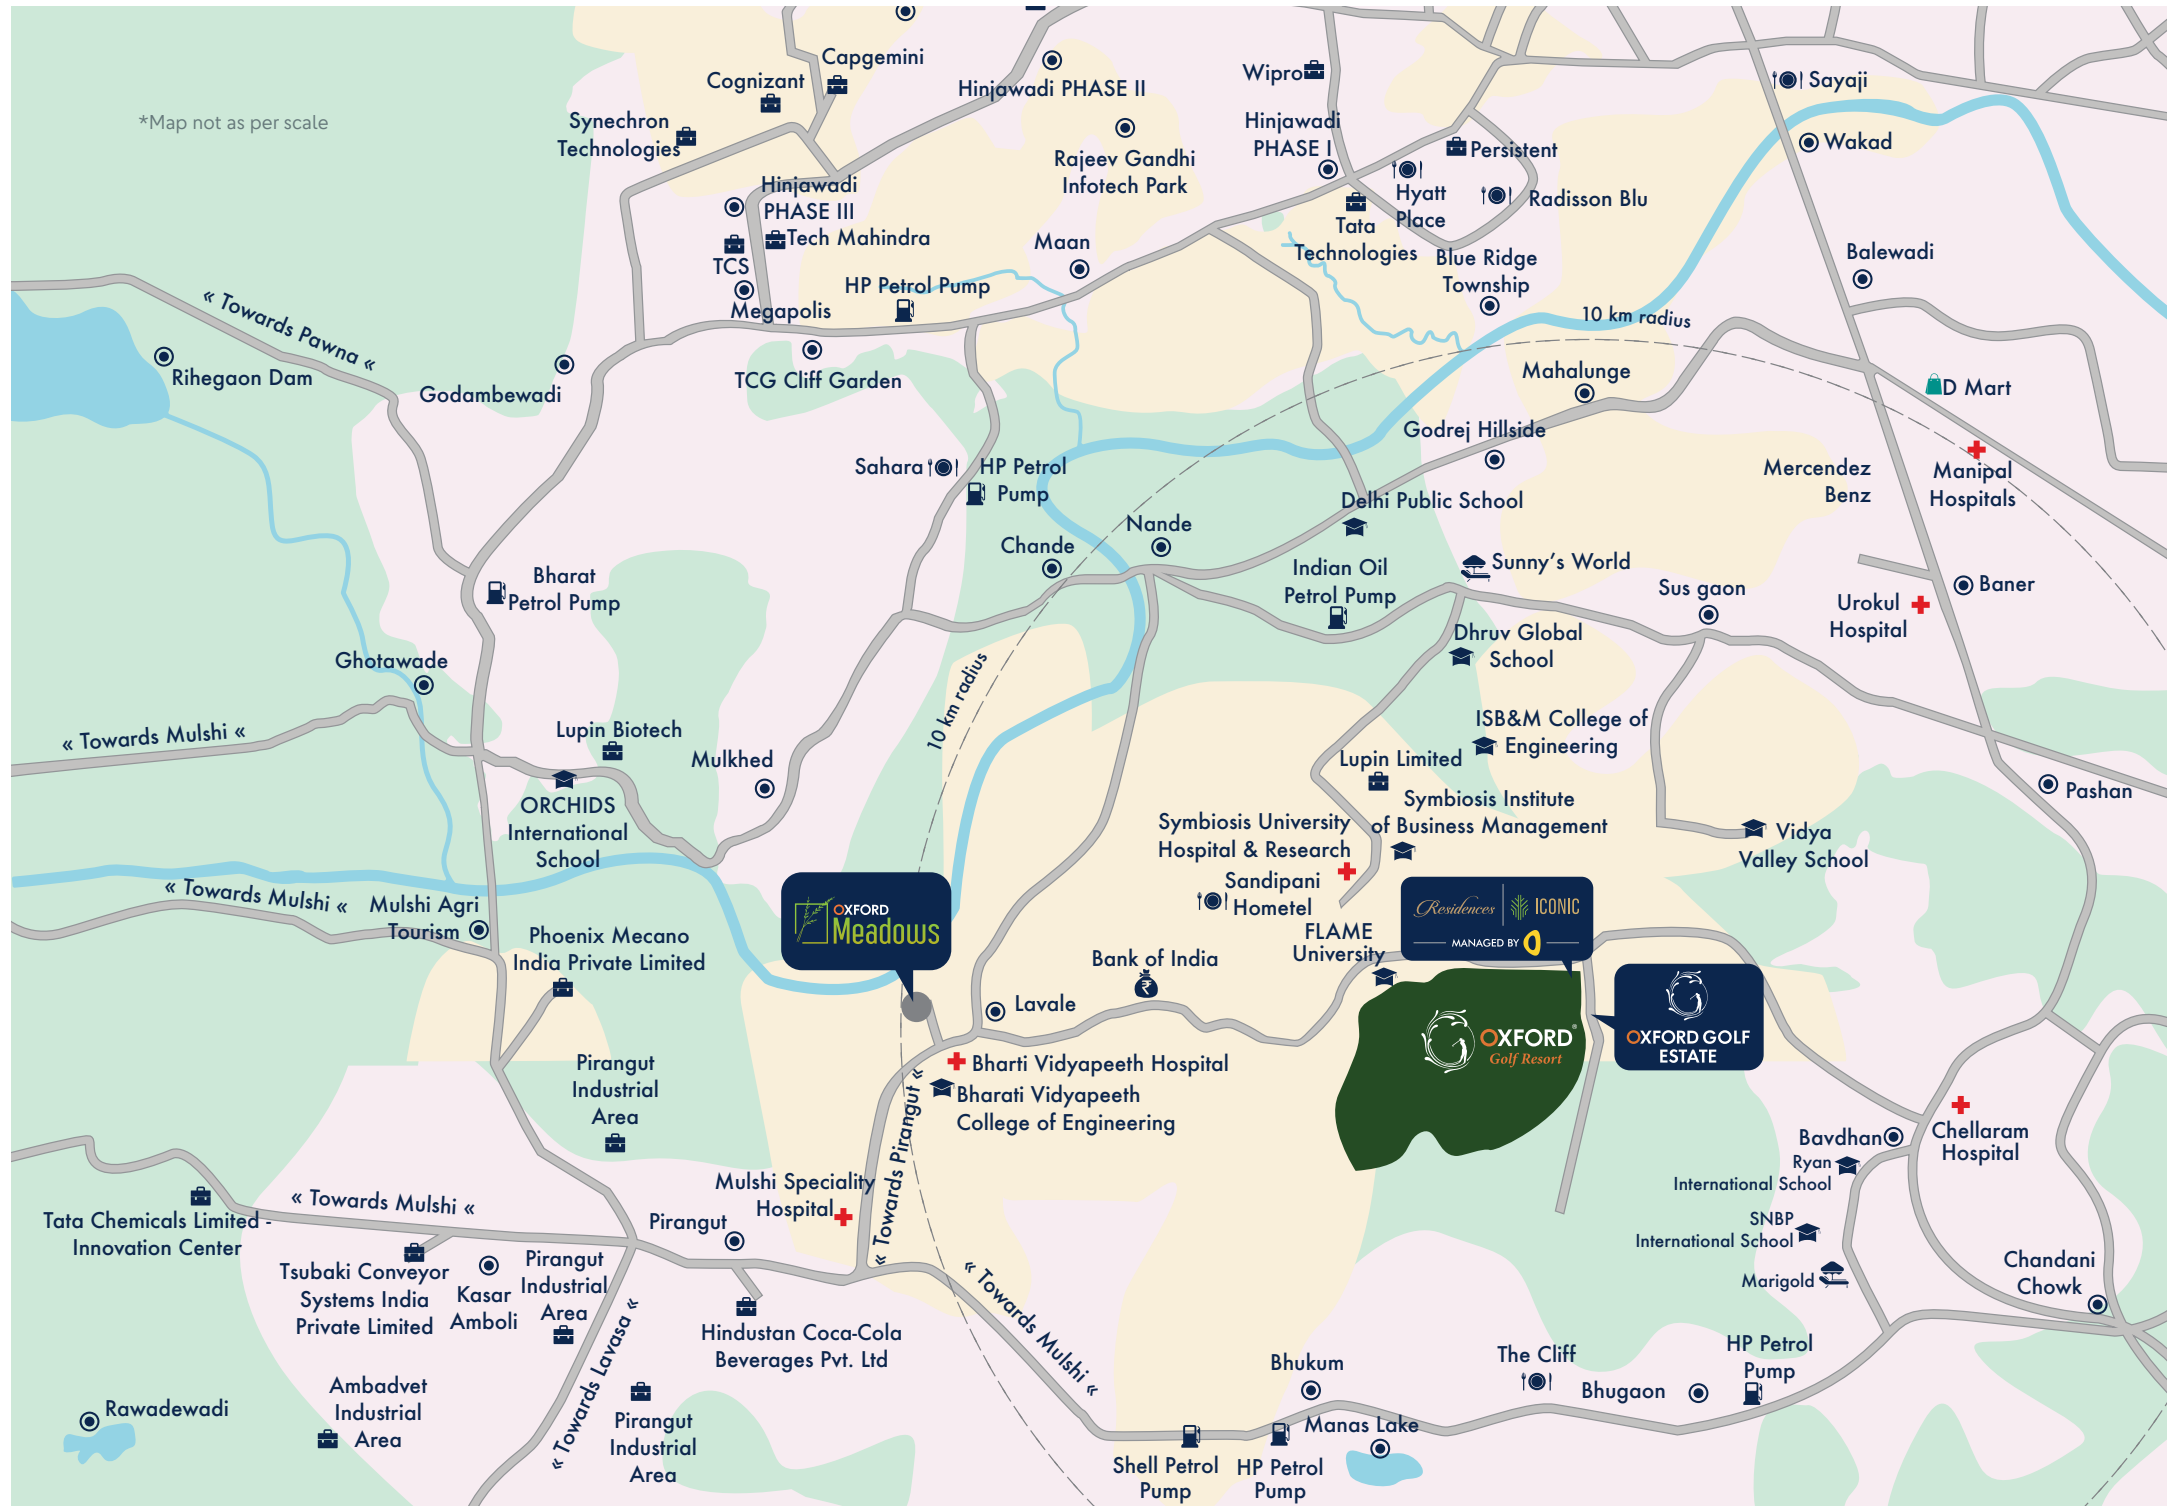 Capgemini
Cognizant
Hinjawadi PHASE II
Wipro
Sayaji
*Map not as per scale
Synechron
Technologies
Hinjawadi
PHASE I
Wakad
Persistent
Rajeev Gandhi
Infotech Park
Hinjawadi
PHASE III
Hyatt
Place
Radisson Blu
Tech Mahindra
Tata
Technologies
Maan
TCS
Blue Ridge
Township
Balewadi
HP Petrol Pump
Megapolis
« Towards Pawna «
10 km radius
Rihegaon Dam
Godambewadi
TCG Cliff Garden
Mahalunge
D Mart
Godrej Hillside
Sahara
HP Petrol
Pump
Mercendez
Benz
Manipal
Hospitals
Delhi Public School
Nande
Chande
Bharat
Petrol Pump
Indian Oil
Petrol Pump
Sunny's World
Sus gaon
Baner
Urokul
Hospital
Dhruv Global
School
Ghotawade
10 km radius
« Towards Mulshi «
Lupin Biotech
Mulkhed
ISB&M College of
Engineering
Lupin Limited
ORCHIDS
International
School
Symbiosis Institute
of Business Management
Pashan
Symbiosis University
Hospital & Research
Vidya
Valley School
Sandipani
Hometel
« Towards Mulshi «
Mulshi Agri
Tourism
OXFORD
Meadows
Residences
ICONIC
MANAGED BY
FLAME
University
Phoenix Mecano
India Private Limited
Bank of India
Lavale
OXFORD®
Golf Resort
OXFORD GOLF
ESTATE
Pirangut
Industrial
Area
Bharti Vidyapeeth Hospital
Bharati Vidyapeeth
College of Engineering
« Towards Pirangut «
Bavdhan
Chellaram
Hospital
Ryan
International School
Mulshi Speciality
Hospital
« Towards Mulshi «
Tata Chemicals Limited -
Innovation Center
Pirangut
SNBP
International School
Tsubaki Conveyor
Systems India
Private Limited
Kasar
Amboli
Pirangut
Industrial
Area
Marigold
Chandani
Chowk
« Towards Mulshi «
« Towards Lavasa «
Hindustan Coca-Cola
Beverages Pvt. Ltd
Bhukum
The Cliff
HP Petrol
Pump
Bhugaon
Rawadewadi
Ambadvet
Industrial
Area
Pirangut
Industrial
Area
Manas Lake
Shell Petrol
Pump
HP Petrol
Pump